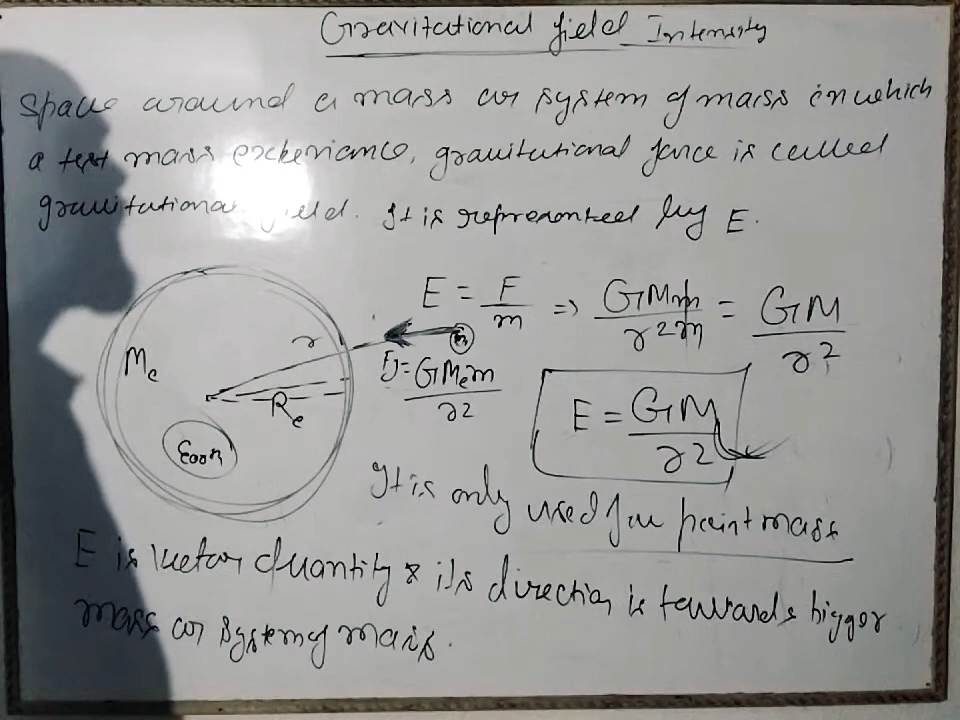 Gravitational field Intensity
Space around a mass or system of mass in which
a test mass experiance, gravitational force is called
gravitational field. It is represented by E.
E = F/m => GMm/r²m = GM/r²
Me
r
m
Re
F = GMem/r²
E = GM/r²
It is only used for point mass
E is vector quantity & its direction is towards bigger
mass or system of mass.